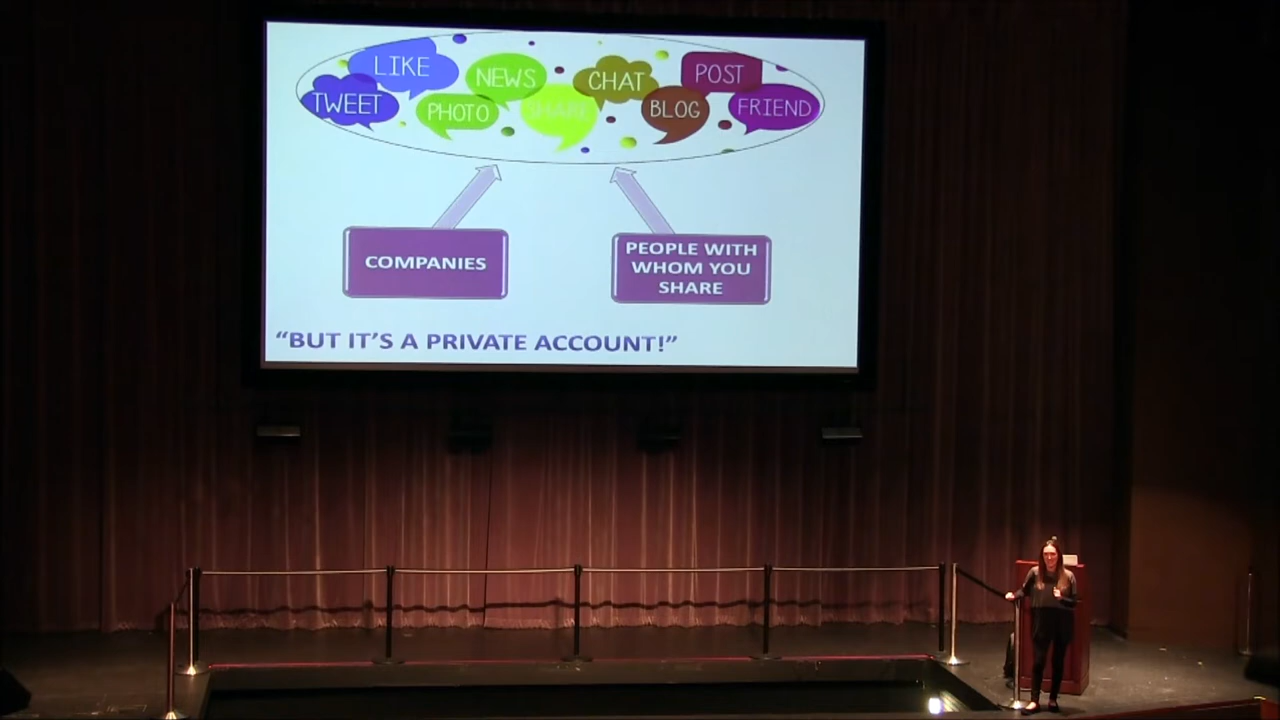 LIKE
NEWS
CHAT
POST
TWEET
PHOTO
SHARE
BLOG
FRIEND
COMPANIES
PEOPLE WITH
WHOM YOU
SHARE
“BUT IT’S A PRIVATE ACCOUNT!”